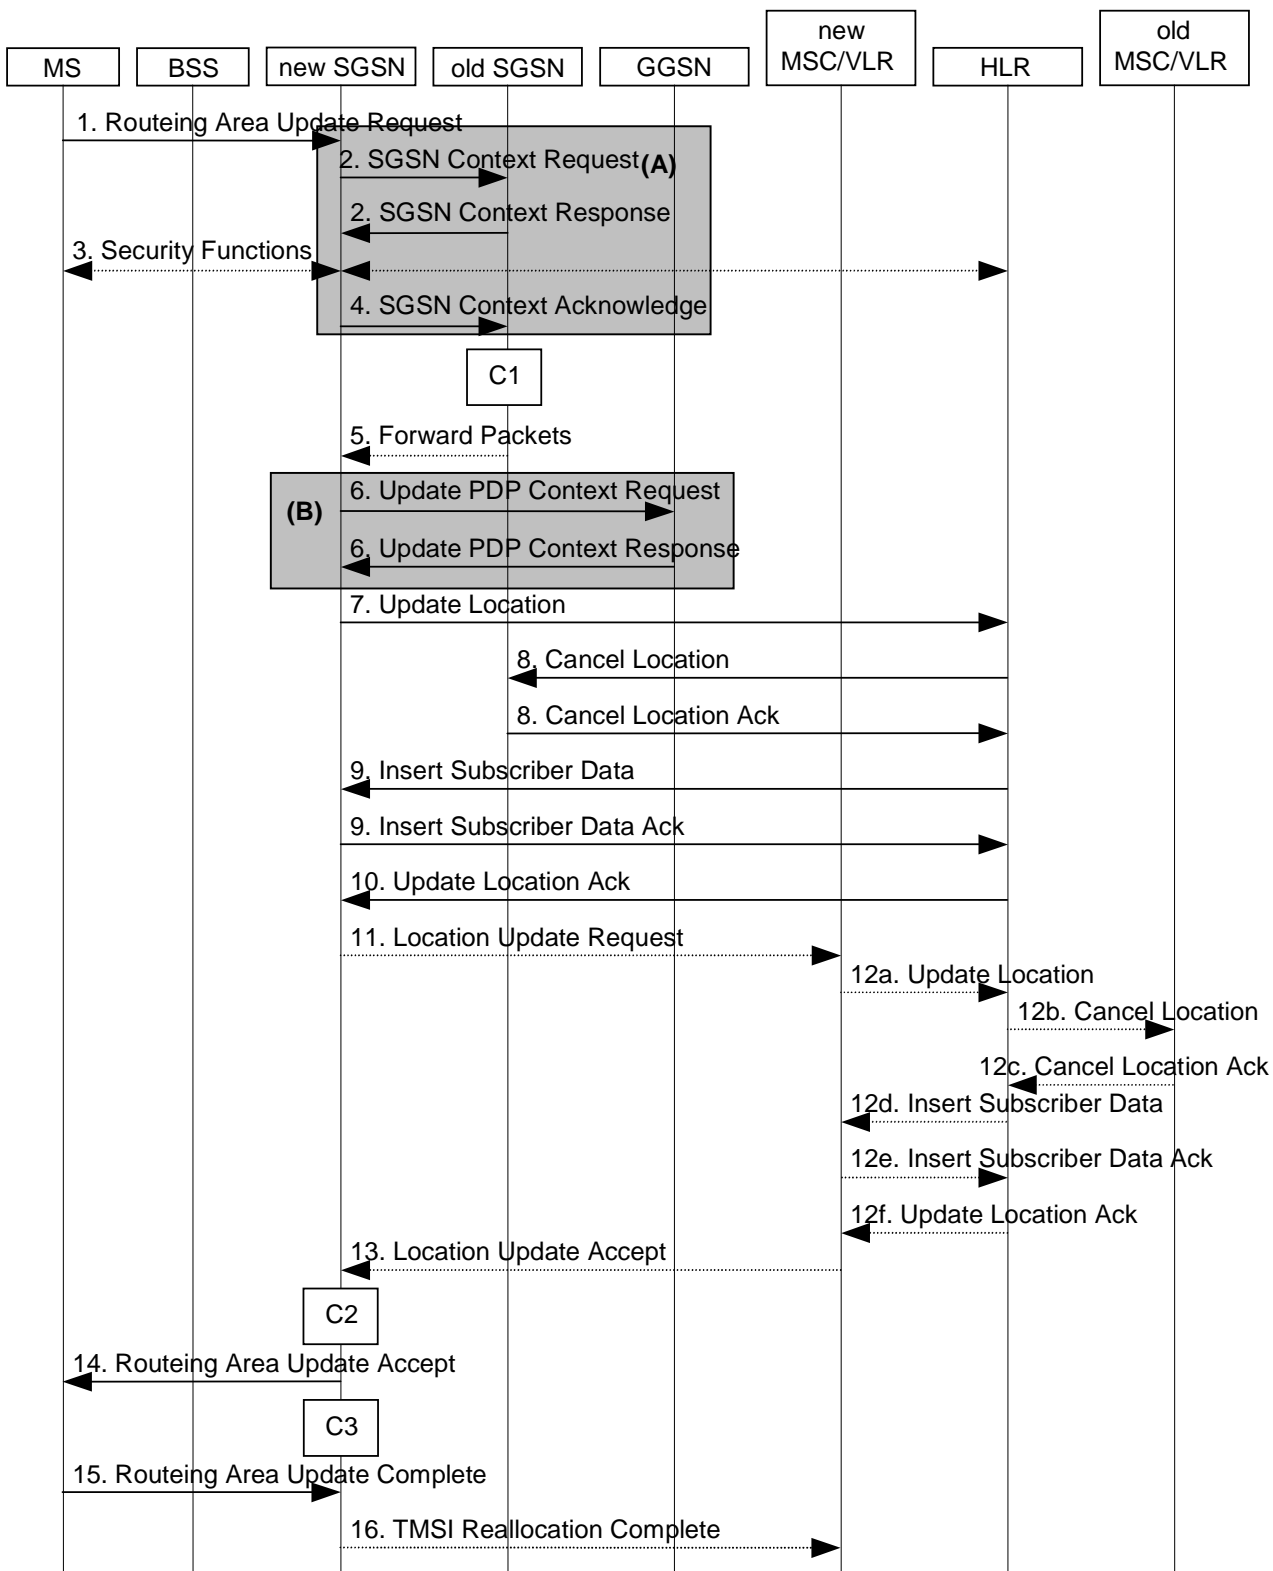 new
MSC/VLR
old
MSC/VLR
MS
BSS
new SGSN
old SGSN
GGSN
HLR
1. Routeing Area Update Request
2. SGSN Context Request
(A)
2. SGSN Context Response
3. Security Functions
4. SGSN Context Acknowledge
C1
5. Forward Packets
(B)
6. Update PDP Context Request
6. Update PDP Context Response
7. Update Location
8. Cancel Location
8. Cancel Location Ack
9. Insert Subscriber Data
9. Insert Subscriber Data Ack
10. Update Location Ack
11. Location Update Request
12a. Update Location
12b. Cancel Location
12c. Cancel Location Ack
12d. Insert Subscriber Data
12e. Insert Subscriber Data Ack
12f. Update Location Ack
13. Location Update Accept
C2
14. Routeing Area Update Accept
C3
15. Routeing Area Update Complete
16. TMSI Reallocation Complete